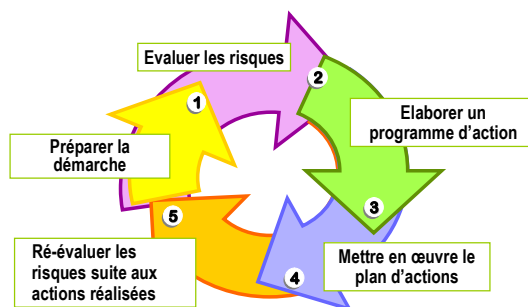 Evaluer les risques
2
1
Elaborer un
programme d'action
Préparer la
démarche
3
5
Ré-évaluer les
risques suite aux
actions réalisées
Mettre en œuvre le
plan d'actions
4